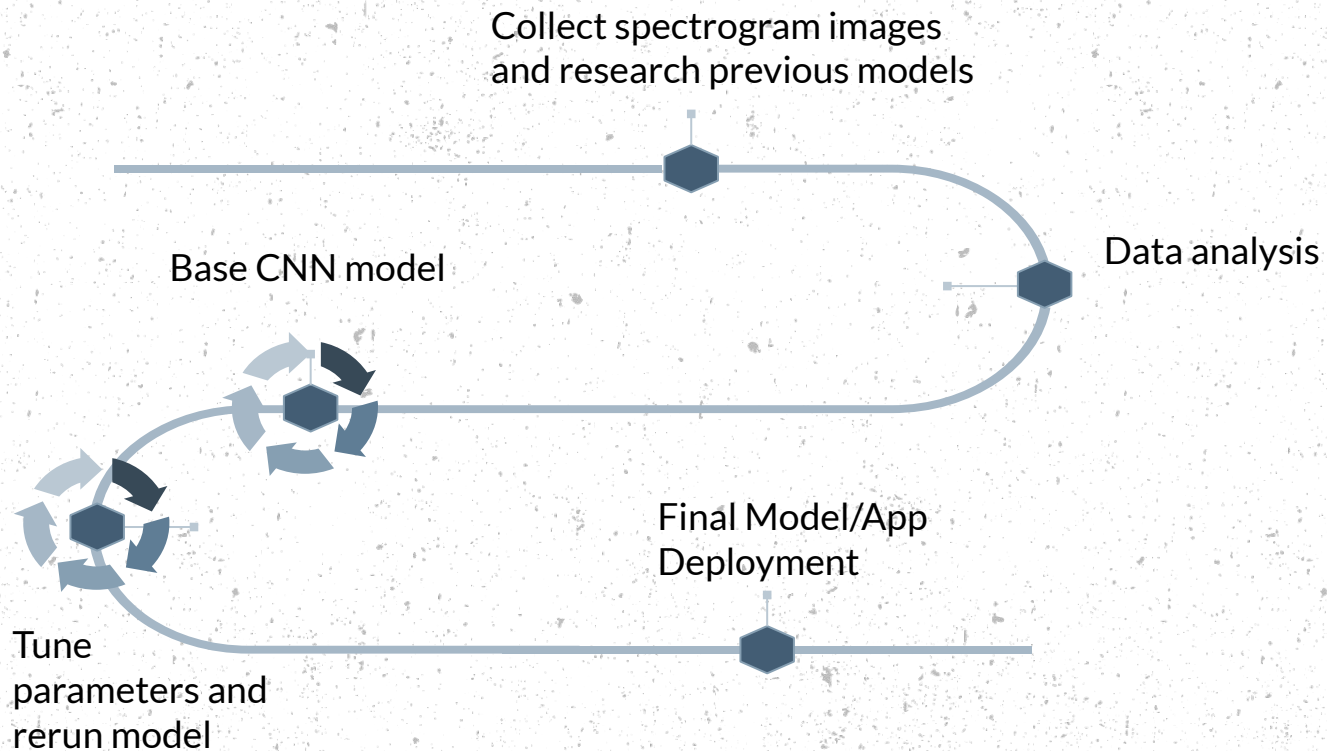 Collect spectrogram images
and research previous models
Data analysis
Base CNN model
Tune
parameters and
rerun model
Final Model/App
Deployment